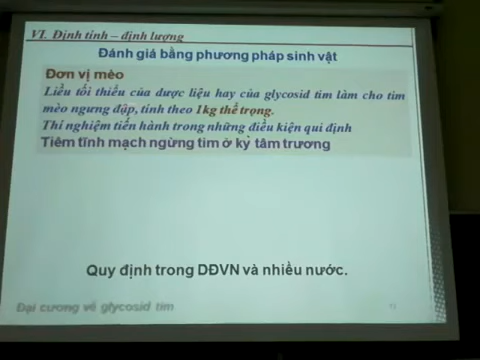 VI. Định tính – định lượng
Đánh giá bằng phương pháp sinh vật
Đơn vị mèo
Liều tối thiểu của dược liệu hay của glycosid tim làm cho tim
mèo ngưng đập, tính theo 1kg thể trọng.
Thí nghiệm tiến hành trong những điều kiện qui định
Tiêm tĩnh mạch ngừng tim ở kỳ tâm trương
Quy định trong DĐVN và nhiều nước.
Đại cương về glycosid tim